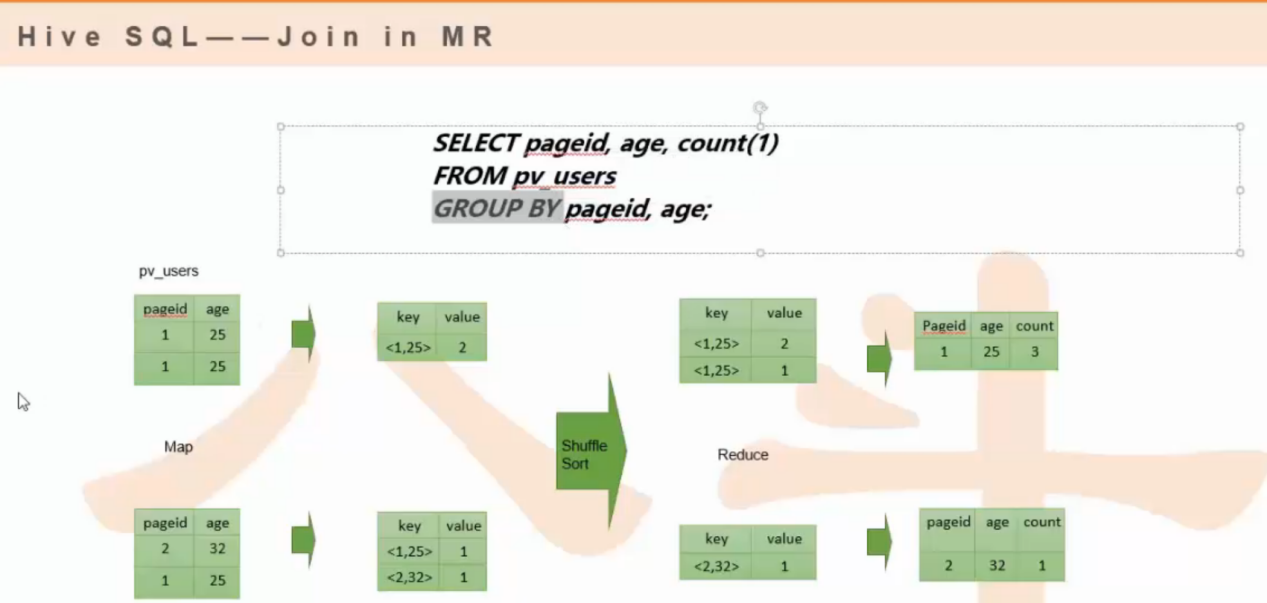 Hive SQL——Join in MR
SELECT pageid, age, count(1)
FROM pv_users
GROUP BY pageid, age;
pv_users
pageid age
1 25
1 25
key value
<1,25> 2
key value
<1,25> 2
<1,25> 1
Pageid age count
1 25 3
Map
Shuffle
Sort
Reduce
pageid age
2 32
1 25
key value
<1,25> 1
<2,32> 1
key value
<2,32> 1
pageid age count
2 32 1